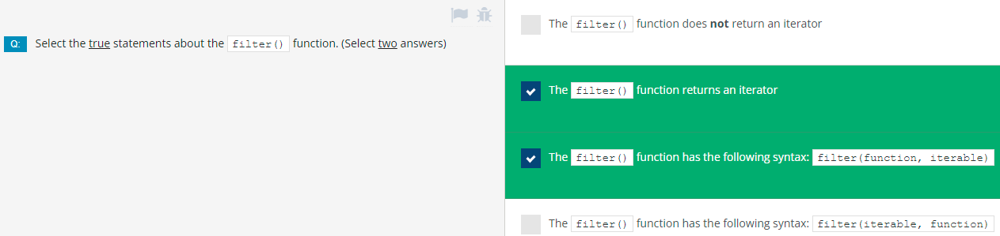 Q: Select the true statements about the filter() function. (Select two answers)
The filter() function does not return an iterator
The filter() function returns an iterator
The filter() function has the following syntax: filter(function, iterable)
The filter() function has the following syntax: filter(iterable, function)